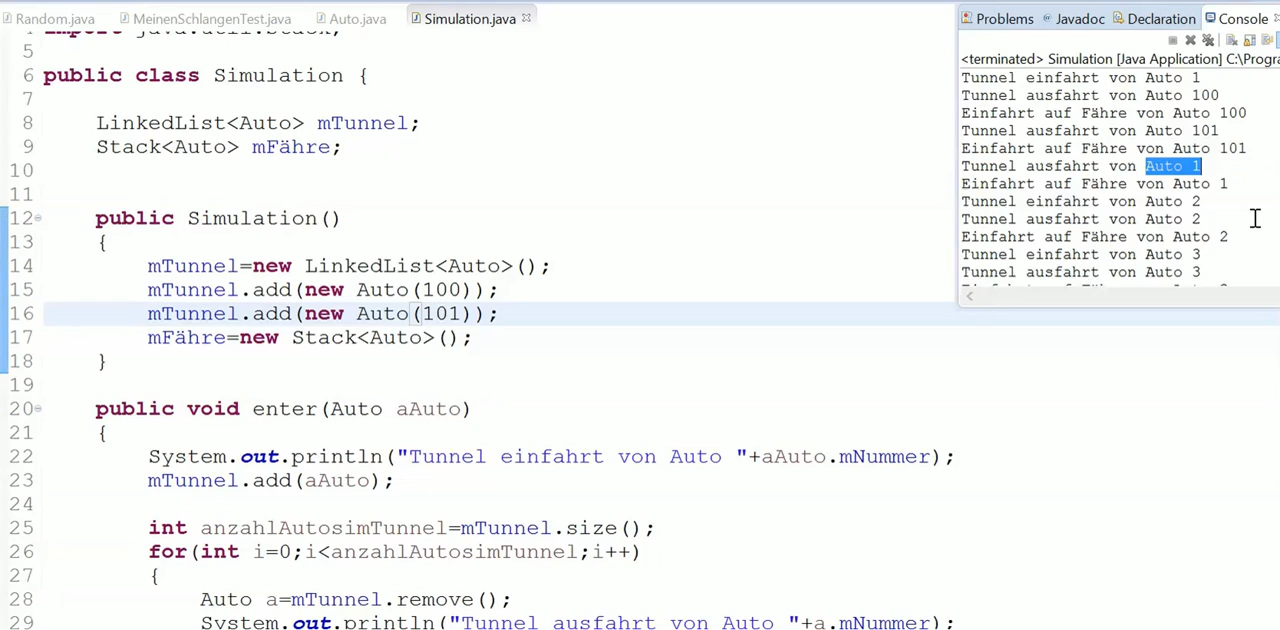 Random.java MeinenSchlangenTest.java Auto.java Simulation.java
Problems Javadoc Declaration Console
<terminated> Simulation [Java Application] C:\Progra
4 import java.util.Stack;
5
6 public class Simulation {
7
8 LinkedList<Auto> mTunnel;
9 Stack<Auto> mFähre;
10
11
12 public Simulation()
13 {
14 mTunnel=new LinkedList<Auto>();
15 mTunnel.add(new Auto(100));
16 mTunnel.add(new Auto(101));
17 mFähre=new Stack<Auto>();
18 }
19
20 public void enter(Auto aAuto)
21 {
22 System.out.println("Tunnel einfahrt von Auto "+aAuto.mNummer);
23 mTunnel.add(aAuto);
24
25 int anzahlAutosimTunnel=mTunnel.size();
26 for(int i=0;i<anzahlAutosimTunnel;i++)
27 {
28 Auto a=mTunnel.remove();
29 System.out.println("Tunnel ausfahrt von Auto "+a.mNummer);
Tunnel einfahrt von Auto 1
Tunnel ausfahrt von Auto 100
Einfahrt auf Fähre von Auto 100
Tunnel ausfahrt von Auto 101
Einfahrt auf Fähre von Auto 101
Tunnel ausfahrt von Auto 1
Einfahrt auf Fähre von Auto 1
Tunnel einfahrt von Auto 2
Tunnel ausfahrt von Auto 2
Einfahrt auf Fähre von Auto 2
Tunnel einfahrt von Auto 3
Tunnel ausfahrt von Auto 3